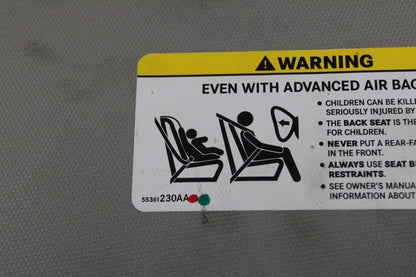 ⚠ WARNING
EVEN WITH ADVANCED AIR BAG
• CHILDREN CAN BE KILL
SERIOUSLY INJURED BY
• THE BACK SEAT IS THE
FOR CHILDREN.
• NEVER PUT A REAR-FA
IN THE FRONT.
• ALWAYS USE SEAT BE
RESTRAINTS.
• SEE OWNER'S MANUA
INFORMATION ABOUT
55361230AA